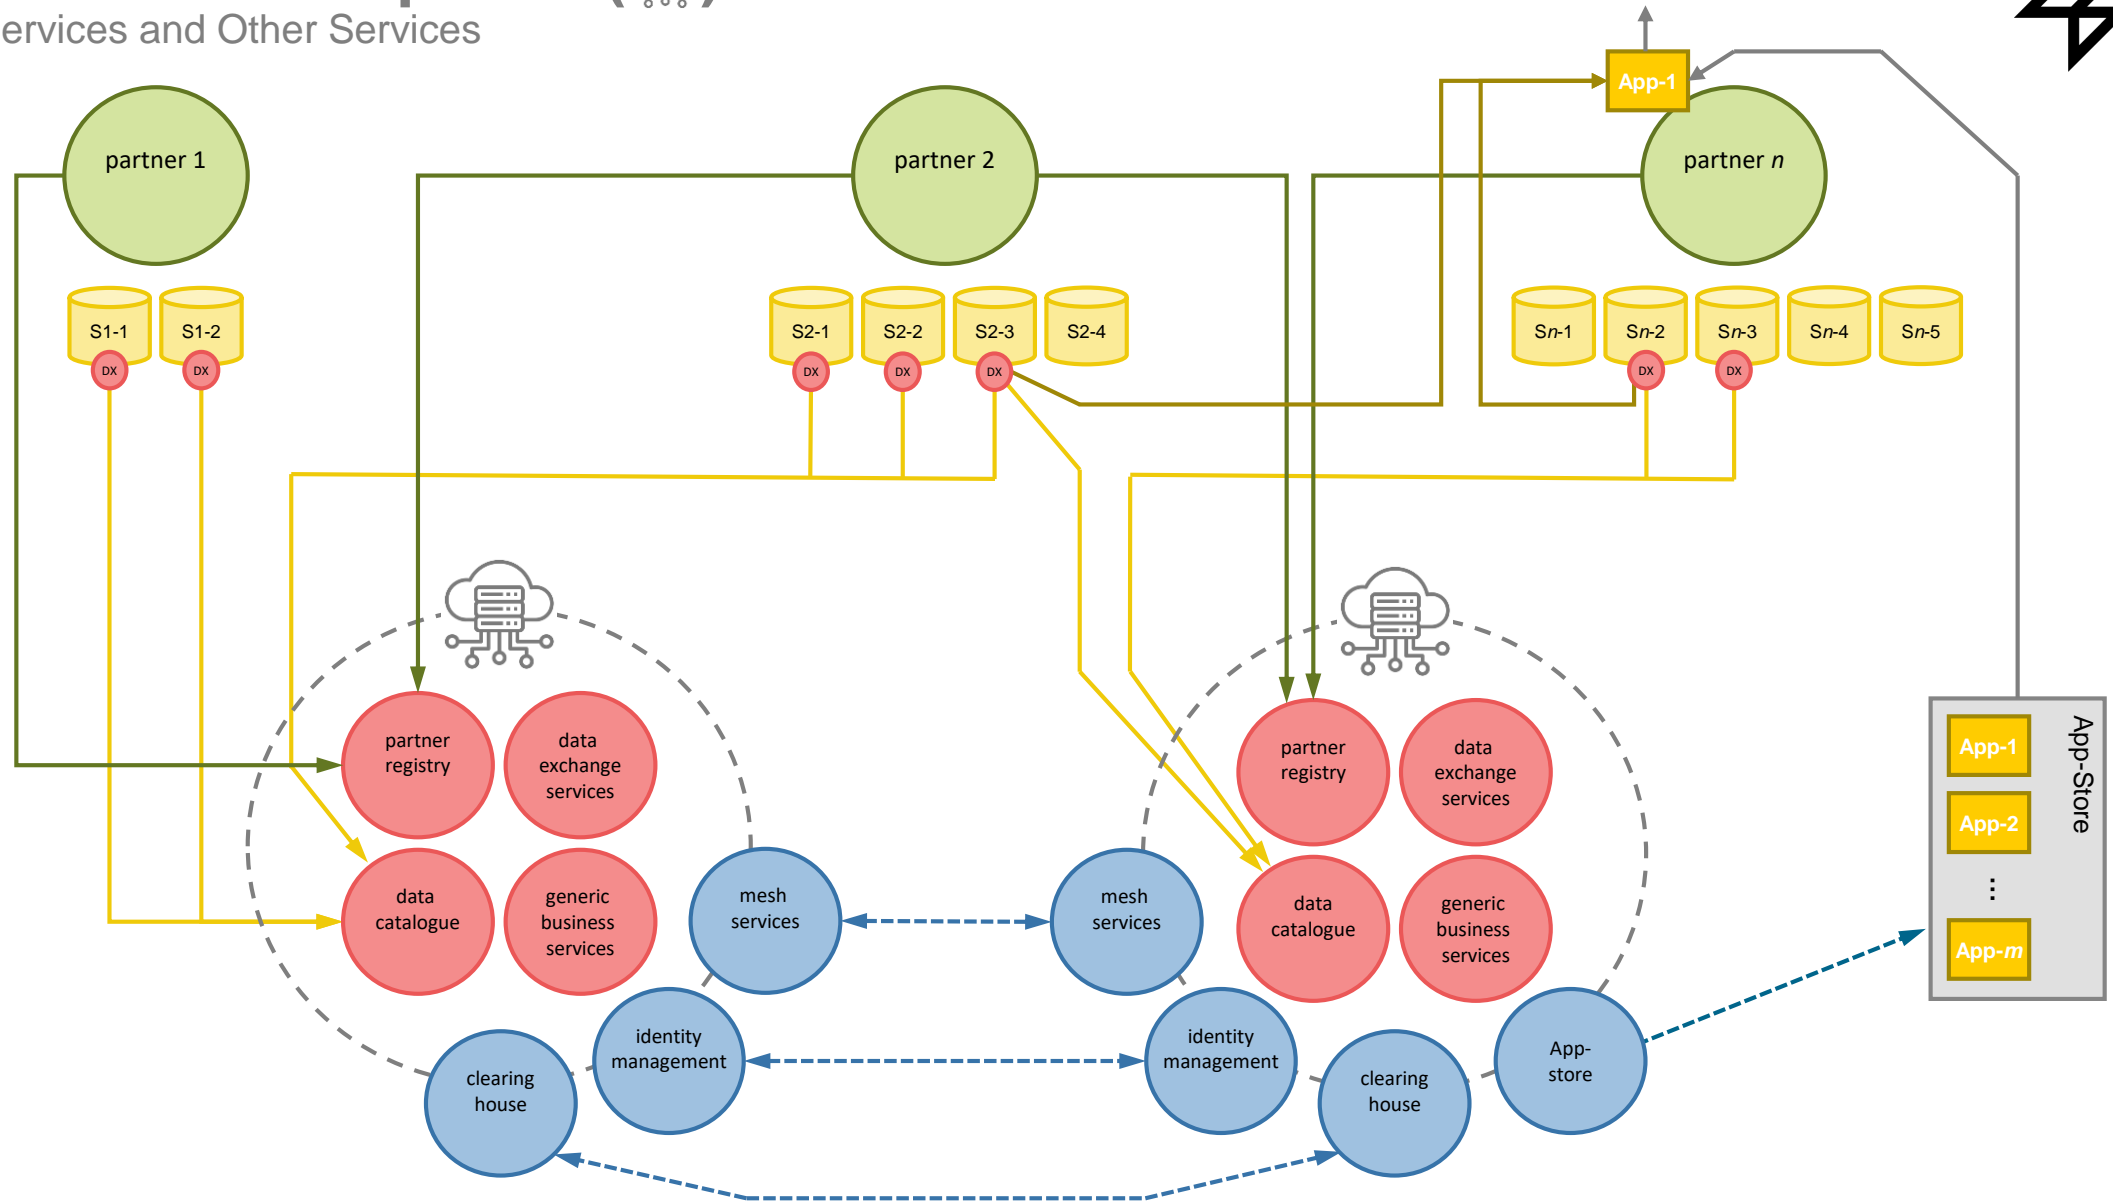 ervices and Other Services
App-1
partner 1
partner 2
partner n
S1-1
S1-2
S2-1
S2-2
S2-3
S2-4
Sn-1
Sn-2
Sn-3
Sn-4
Sn-5
DX
DX
DX
DX
DX
DX
DX
partner
registry
data
exchange
services
data
catalogue
generic
business
services
mesh
services
identity
management
clearing
house
partner
registry
data
exchange
services
mesh
services
data
catalogue
generic
business
services
identity
management
clearing
house
App-
store
App-Store
App-1
App-2
...
App-m